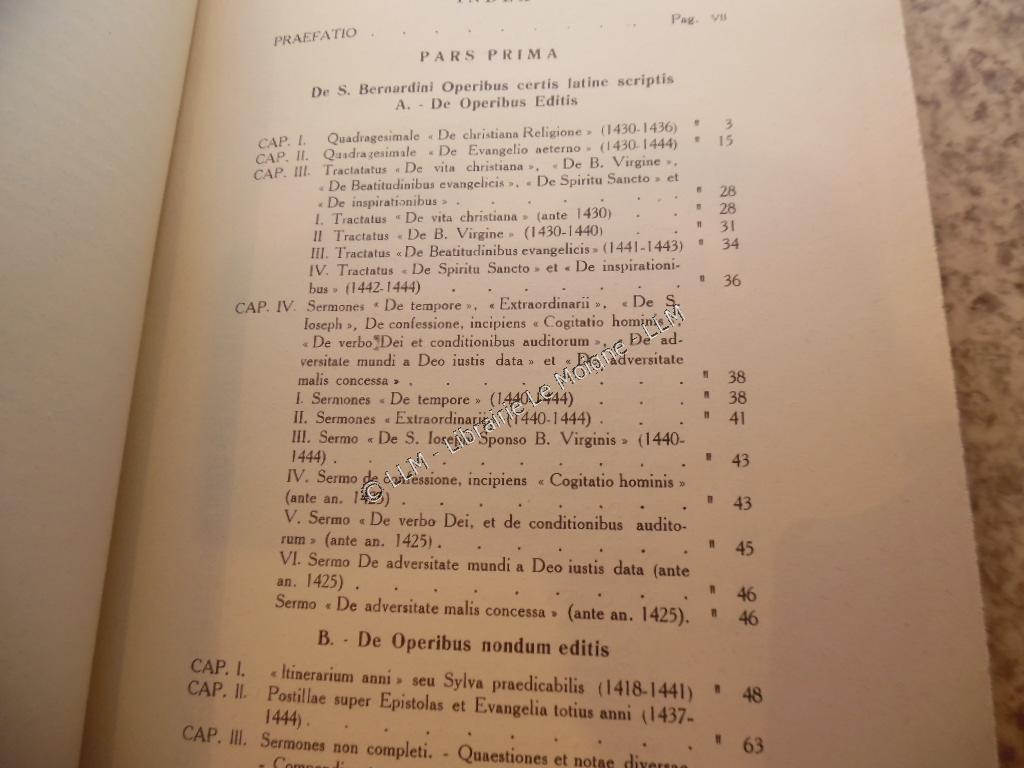 INDEX
PRAEFATIO . . . . . . . . Pag. VII
PARS PRIMA
De S. Bernardini Operibus certis latine scriptis
A. - De Operibus Editis
CAP. I. Quadragesimale « De christiana Religione » (1430-1436) " 3
CAP. II. Quadragesimale « De Evangelio aeterno » (1430-1444) " 15
CAP. III. Tractatatus « De vita christiana », « De B. Virgine »,
« De Beatitudinibus evangelicis », « De Spiritu Sancto » et
« De inspirationibus » . . . . . . . " 28
I. Tractatus « De vita christiana » (ante 1430) . . " 28
II Tractatus « De B. Virgine » (1430-1440) . . " 31
III. Tractatus « De Beatitudinibus evangelicis » (1441-1443) " 34
IV. Tractatus « De Spiritu Sancto » et « De inspirationi-
bus » (1442-1444) . . . . . . . " 36
CAP. IV. Sermones « De tempore », « Extraordinarii », « De S.
Ioseph », De confessione, incipiens « Cogitatio hominis »,
« De verbo Dei et conditionibus auditorum », « De ad-
versitate mundi a Deo iustis data » et « De adversitate
malis concessa » . . . . . . . . " 38
I. Sermones « De tempore » (1440-1444) . . . " 38
II. Sermones « Extraordinarii » (1440-1444) . . . " 41
III. Sermo « De S. Ioseph Sponso B. Virginis » (1440-
1444) . . . . . . . . . " 43
IV. Sermo de confessione, incipiens « Cogitatio hominis »
(ante an. 1425) . . . . . . . . " 43
V. Sermo « De verbo Dei, et de conditionibus audito-
rum » (ante an. 1425) . . . . . . . " 45
VI. Sermo De adversitate mundi a Deo iustis data (ante
an. 1425) . . . . . . . . . " 46
Sermo « De adversitate malis concessa » (ante an. 1425). " 46
B. - De Operibus nondum editis
CAP. I. « Itinerarium anni » seu Sylva praedicabilis (1418-1441) " 48
CAP. II. Postillae super Epistolas et Evangelia totius anni (1437-
1444) . . . . . . . . . . " 63
CAP. III. Sermones non completi. - Quaestiones et notae diversae
© LLM - Librairie Le Moigne - LLM